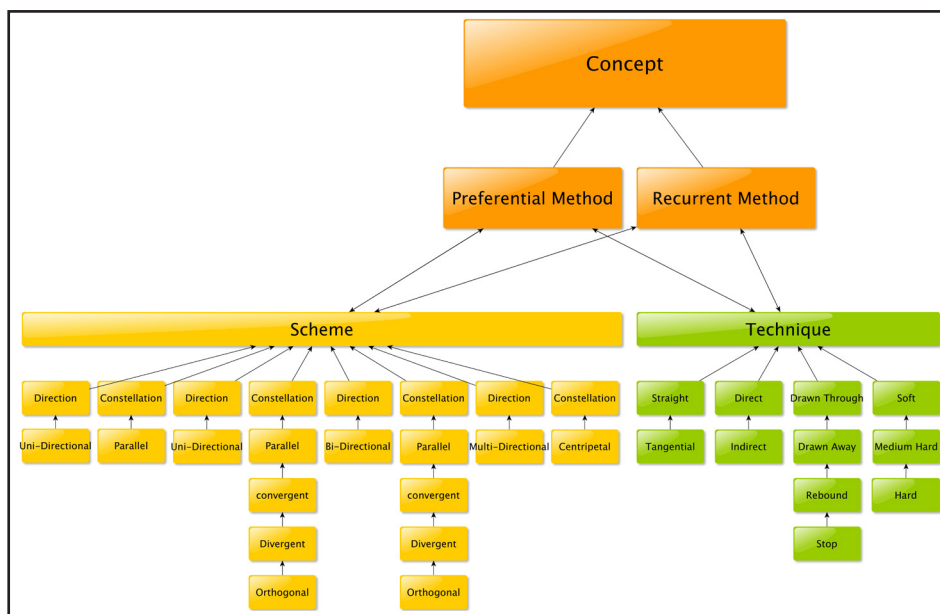 Concept
Preferential Method
Recurrent Method
Scheme
Technique
Direction
Constellation
Direction
Constellation
Direction
Constellation
Direction
Constellation
Straight
Direct
Drawn Through
Soft
Uni-Directional
Parallel
Uni-Directional
Parallel
Bi-Directional
Parallel
Multi-Directional
Centripetal
Tangential
Indirect
Drawn Away
Medium Hard
convergent
convergent
Rebound
Hard
Divergent
Divergent
Stop
Orthogonal
Orthogonal